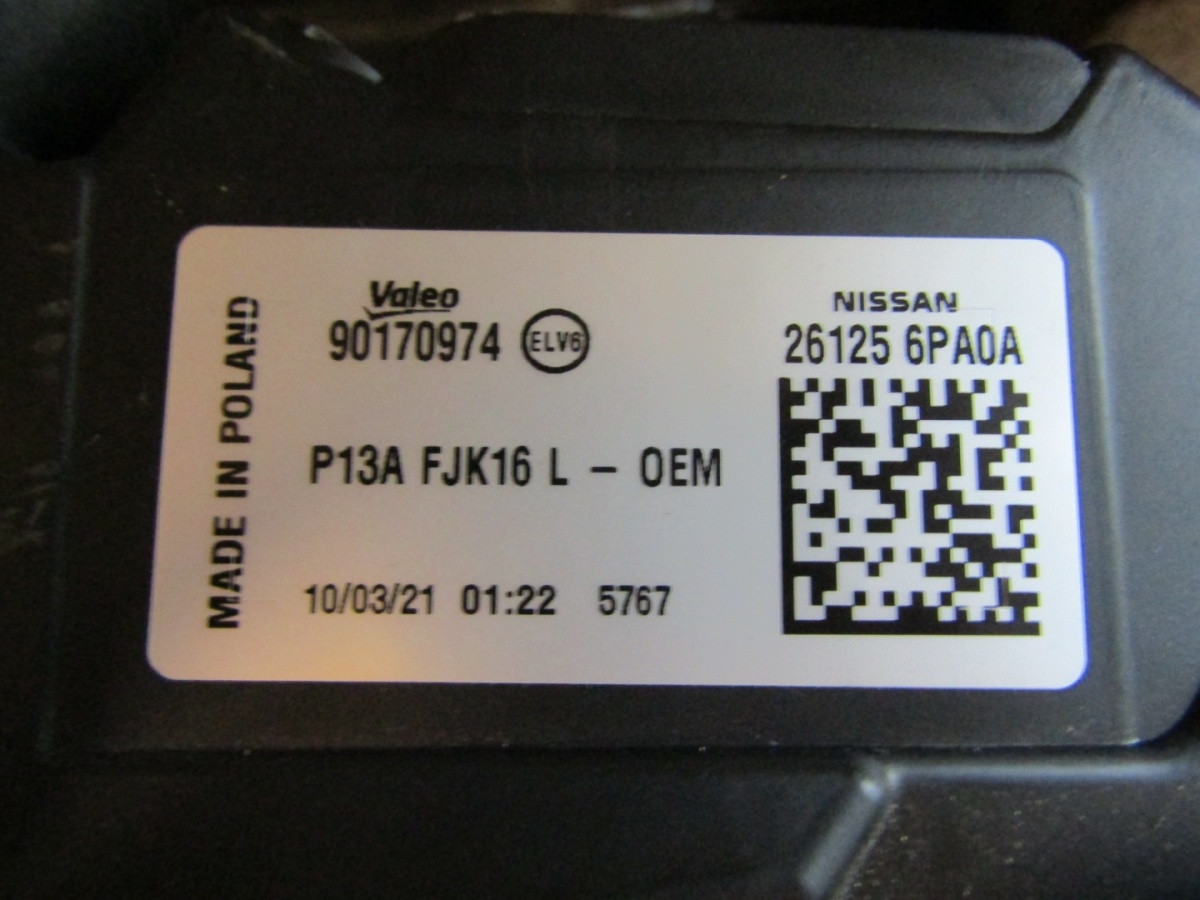 MADE IN POLAND
Valeo
90170974 ELV6
P13A FJK16 L - OEM
10/03/21 01:22 5767
NISSAN
26125 6PA0A